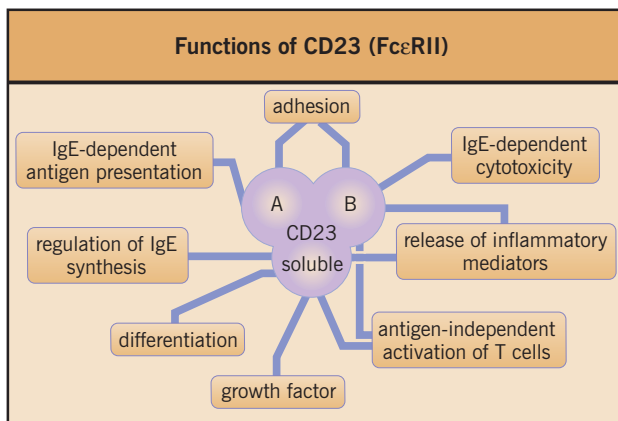 Functions of CD23 (FcεRII)
adhesion
IgE-dependent
antigen presentation
IgE-dependent
cytotoxicity
A
B
CD23
soluble
regulation of IgE
synthesis
release of inflammatory
mediators
differentiation
antigen-independent
activation of T cells
growth factor